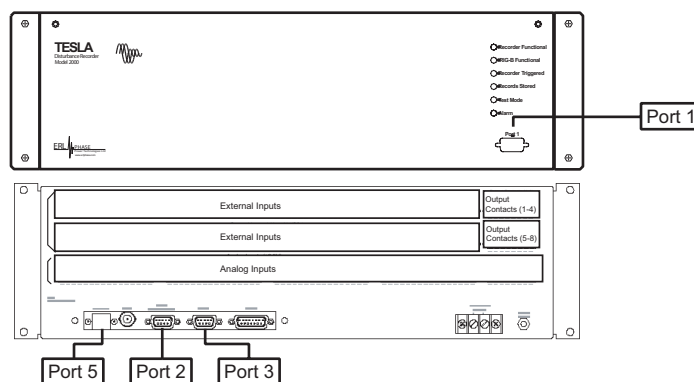 TESLA
Disturbance Recorder
Model 2000
Recorder Functional
IRIG-B Functional
Recorder Triggered
Records Stored
Test Mode
Alarm
Port 1
Port 1
ERL PHASE
External Inputs
Output
Contacts (1-4)
External Inputs
Output
Contacts (5-8)
Analog Inputs
Port 5
Port 2
Port 3